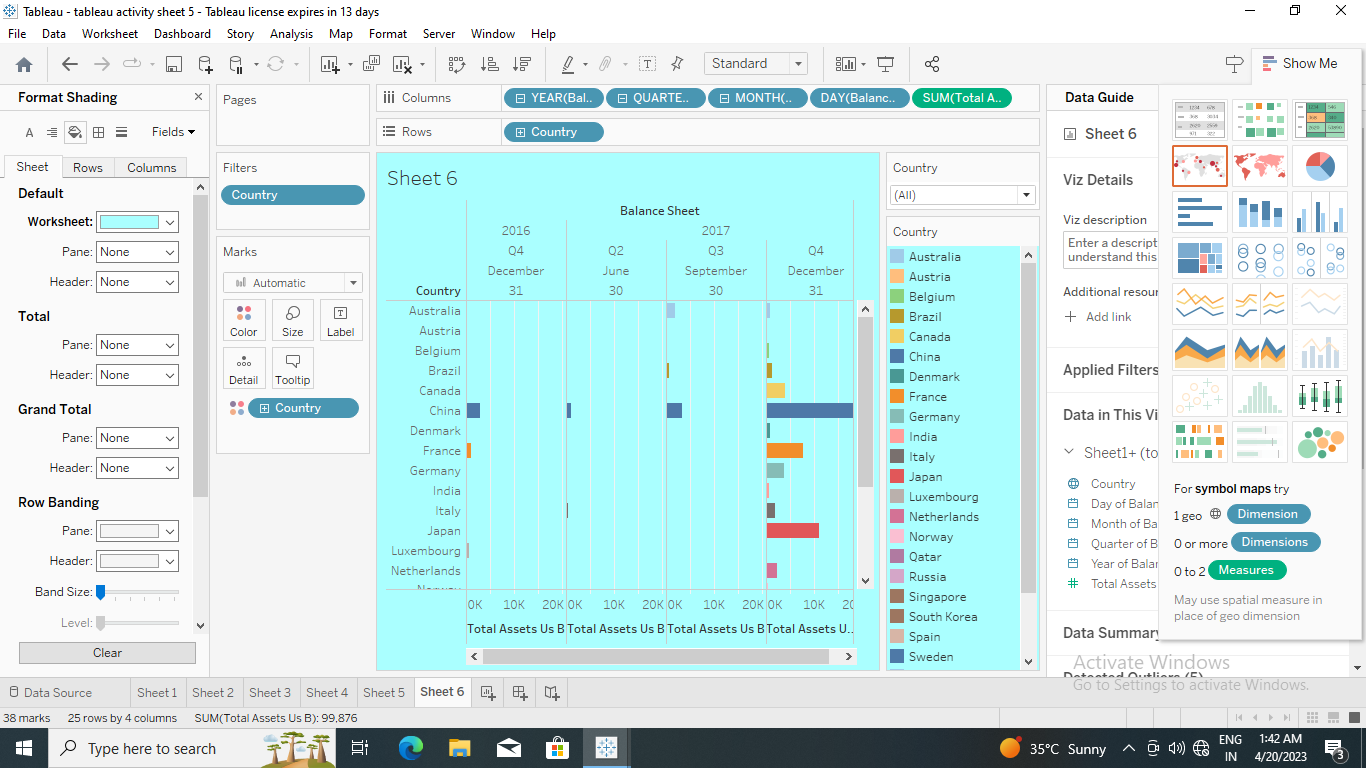 Tableau - tableau activity sheet 5 - Tableau license expires in 13 days
File Data Worksheet Dashboard Story Analysis Map Format Server Window Help
Standard
Show Me
Format Shading
Fields
Sheet Rows Columns
Default
Worksheet:
Pane: None
Header: None
Total
Pane: None
Header: None
Grand Total
Pane: None
Header: None
Row Banding
Pane:
Header:
Band Size:
Level:
Clear
Pages
Filters
Country
Marks
Automatic
Color Size Label
Detail Tooltip
Country
Columns YEAR(Bal.. QUARTE.. MONTH(.. DAY(Balanc.. SUM(Total A..
Rows Country
Sheet 6
Balance Sheet
2016 2017
Q4 Q2 Q3 Q4
December June September December
Country 31 30 30 31
Australia
Austria
Belgium
Brazil
Canada
China
Denmark
France
Germany
India
Italy
Japan
Luxembourg
Netherlands
Norway
0K 10K 20K 0K 10K 20K 0K 10K 20K 0K 10K 20
Total Assets Us B Total Assets Us B Total Assets Us B Total Assets U..
Country
(All)
Country
Australia
Austria
Belgium
Brazil
Canada
China
Denmark
France
Germany
India
Italy
Japan
Luxembourg
Netherlands
Norway
Qatar
Russia
Singapore
South Korea
Spain
Sweden
Data Guide
Sheet 6
Viz Details
Viz description
Enter a descript
understand this
Additional resour
Add link
Applied Filters
Data in This Vi
Sheet1+ (to
Country
Day of Balan
Month of Ba
Quarter of B
Year of Balar
Total Assets
Data Summary
Detected Outliers (5)
For symbol maps try
1 geo Dimension
0 or more Dimensions
0 to 2 Measures
May use spatial measure in
place of geo dimension
Activate Windows
Go to Settings to activate Windows.
Data Source Sheet 1 Sheet 2 Sheet 3 Sheet 4 Sheet 5 Sheet 6
38 marks 25 rows by 4 columns SUM(Total Assets Us B): 99.876
Type here to search
35°C Sunny
ENG
IN
1:42 AM
4/20/2023
3